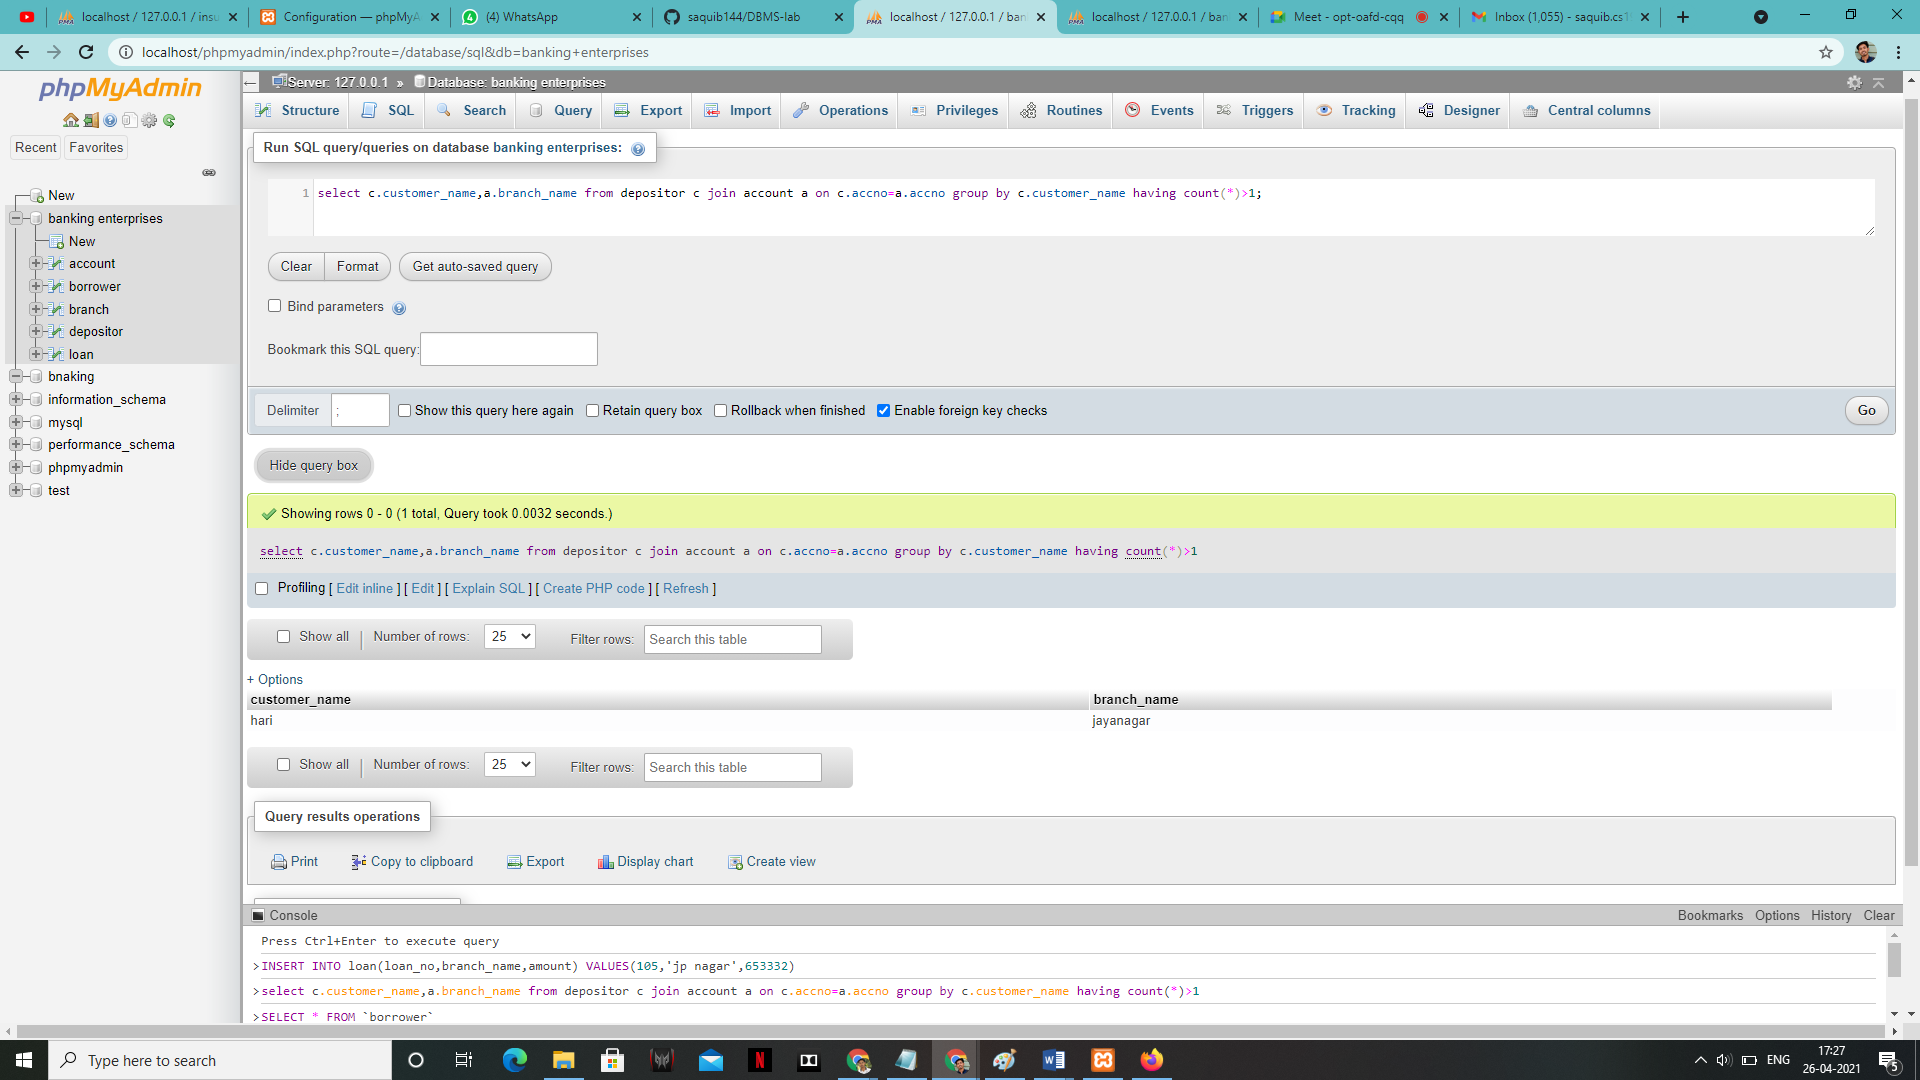 localhost / 127.0.0.1 / insu
Configuration — phpMyA
(4) WhatsApp
saquib144/DBMS-lab
localhost / 127.0.0.1 / ban
localhost / 127.0.0.1 / ban
Meet - opt-oafd-cqq
Inbox (1,055) - saquib.cs1
localhost/phpmyadmin/index.php?route=/database/sql&db=banking+enterprises
phpMyAdmin
Recent Favorites
New
banking enterprises
New
account
borrower
branch
depositor
loan
bnaking
information_schema
mysql
performance_schema
phpmyadmin
test
Server: 127.0.0.1 » Database: banking enterprises
Structure SQL Search Query Export Import Operations Privileges Routines Events Triggers Tracking Designer Central columns
Run SQL query/queries on database banking enterprises:
1 select c.customer_name,a.branch_name from depositor c join account a on c.accno=a.accno group by c.customer_name having count(*)>1;
Clear Format Get auto-saved query
Bind parameters
Bookmark this SQL query:
Delimiter ; Show this query here again Retain query box Rollback when finished Enable foreign key checks Go
Hide query box
Showing rows 0 - 0 (1 total, Query took 0.0032 seconds.)
select c.customer_name,a.branch_name from depositor c join account a on c.accno=a.accno group by c.customer_name having count(*)>1
Profiling [ Edit inline ] [ Edit ] [ Explain SQL ] [ Create PHP code ] [ Refresh ]
Show all | Number of rows: 25 Filter rows: Search this table
+ Options
customer_name branch_name
hari jayanagar
Show all | Number of rows: 25 Filter rows: Search this table
Query results operations
Print Copy to clipboard Export Display chart Create view
Console Bookmarks Options History Clear
Press Ctrl+Enter to execute query
>INSERT INTO loan(loan_no,branch_name,amount) VALUES(105,'jp nagar',653332)
>select c.customer_name,a.branch_name from depositor c join account a on c.accno=a.accno group by c.customer_name having count(*)>1
>SELECT * FROM `borrower`
Type here to search
ENG
17:27
26-04-2021
5